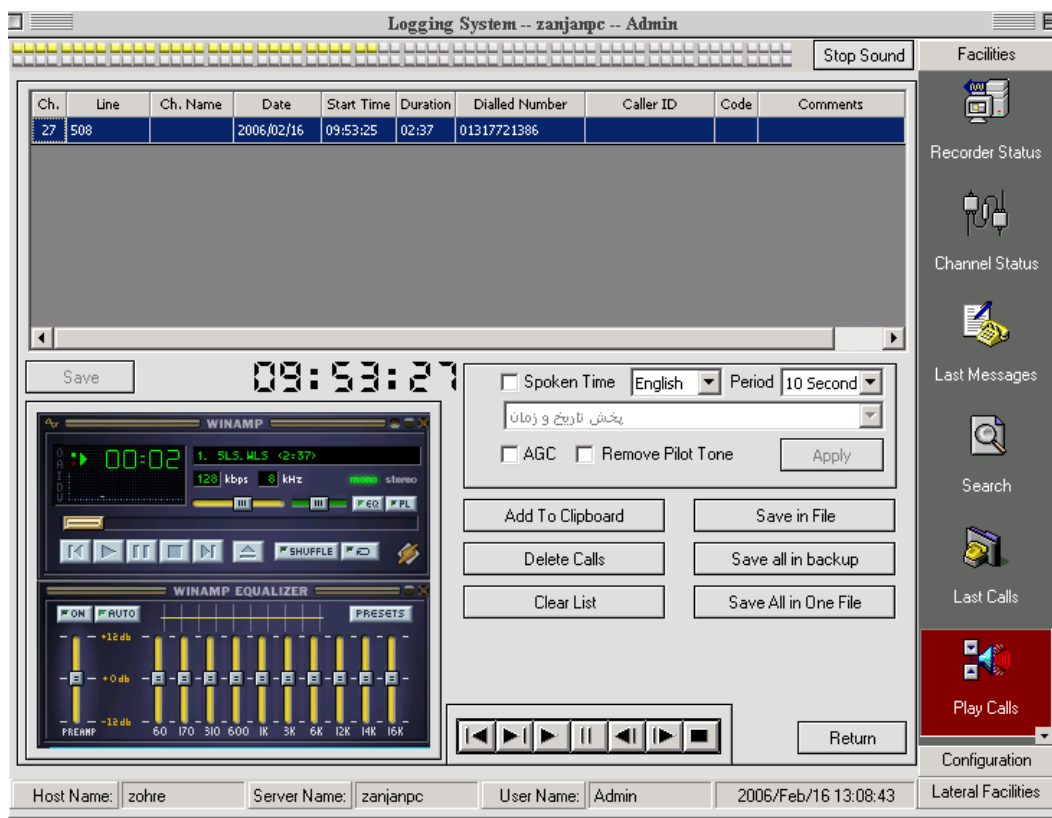 Logging System -- zanjanpc -- Admin
Stop Sound
Facilities
Ch. Line Ch. Name Date Start Time Duration Dialled Number Caller ID Code Comments
27 508 2006/02/16 09:53:25 02:37 01317721386
Recorder Status
Channel Status
Last Messages
Search
Last Calls
Play Calls
Configuration
Lateral Facilities
Save
09:53:27
Spoken Time English Period 10 Second
پخش تاریخ و زمان
AGC Remove Pilot Tone Apply
WINAMP
O A I D V
00:02
1. SLS.WLS <2:37>
128 kbps 8 kHz mono stereo
EQ PL
SHUFFLE
WINAMP EQUALIZER
ON AUTO PRESETS
+12db
+0db
-12db
PREAMP 60 170 310 600 1K 3K 6K 12K 14K 16K
Add To Clipboard Save in File
Delete Calls Save all in backup
Clear List Save All in One File
Return
Host Name: zohre Server Name: zanjanpc User Name: Admin 2006/Feb/16 13:08:43